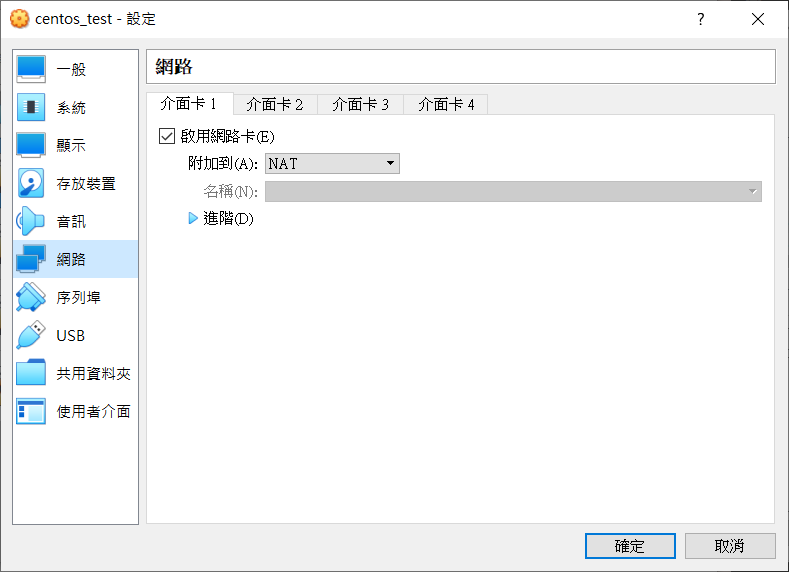 centos_test - 設定
?
一般
系統
顯示
存放裝置
音訊
網路
序列埠
USB
共用資料夾
使用者介面
網路
介面卡 1 介面卡 2 介面卡 3 介面卡 4
啟用網路卡(E)
附加到(A): NAT
名稱(N):
進階(D)
確定 取消